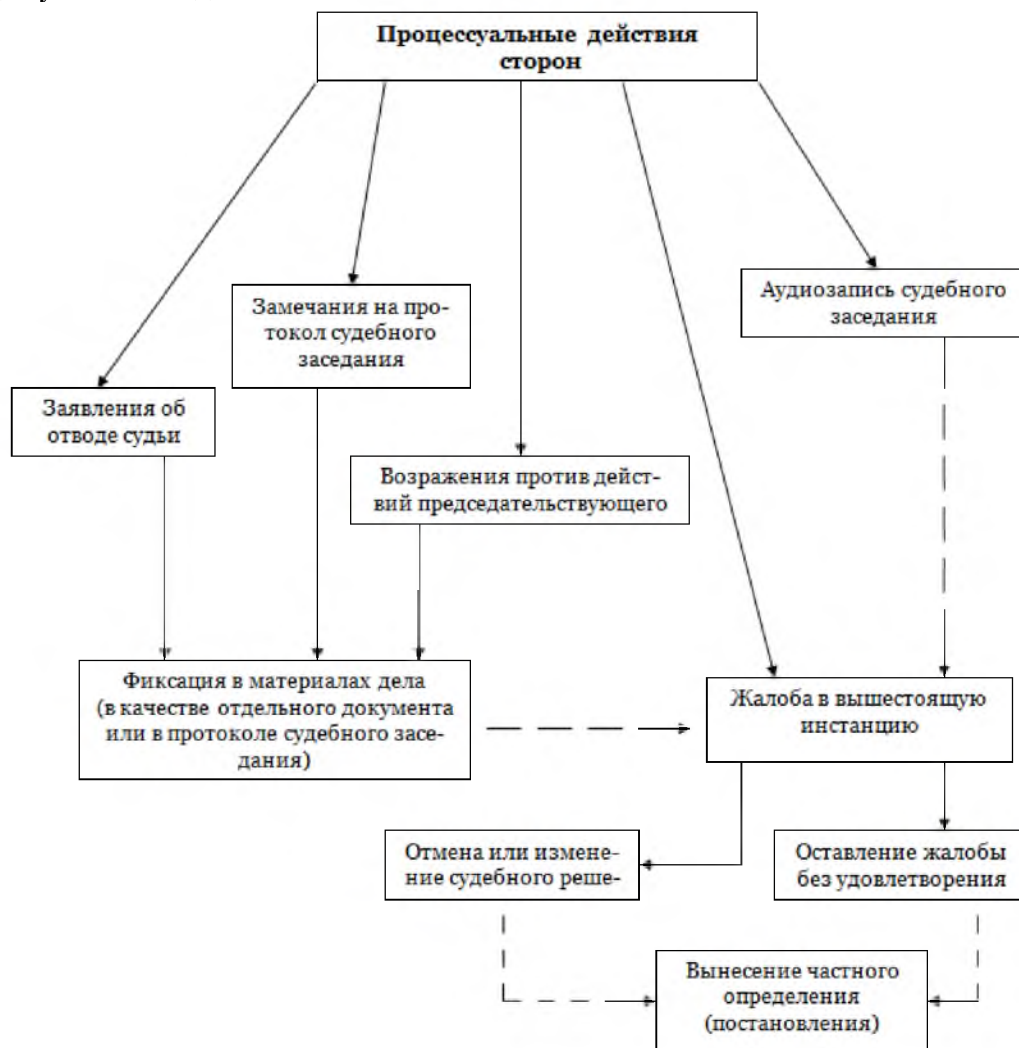 Процессуальные действия
сторон
Замечания на про-
токол судебного
заседания
Аудиозапись судебного
заседания
Заявления об
отводе судьи
Возражения против дейст-
вий председательствующего
Фиксация в материалах дела
(в качестве отдельного документа
или в протоколе судебного засе-
дания)
Жалоба в вышестоящую
инстанцию
Отмена или измене-
ние судебного реше-
Оставление жалобы
без удовлетворения
Вынесение частного
определения
(постановления)